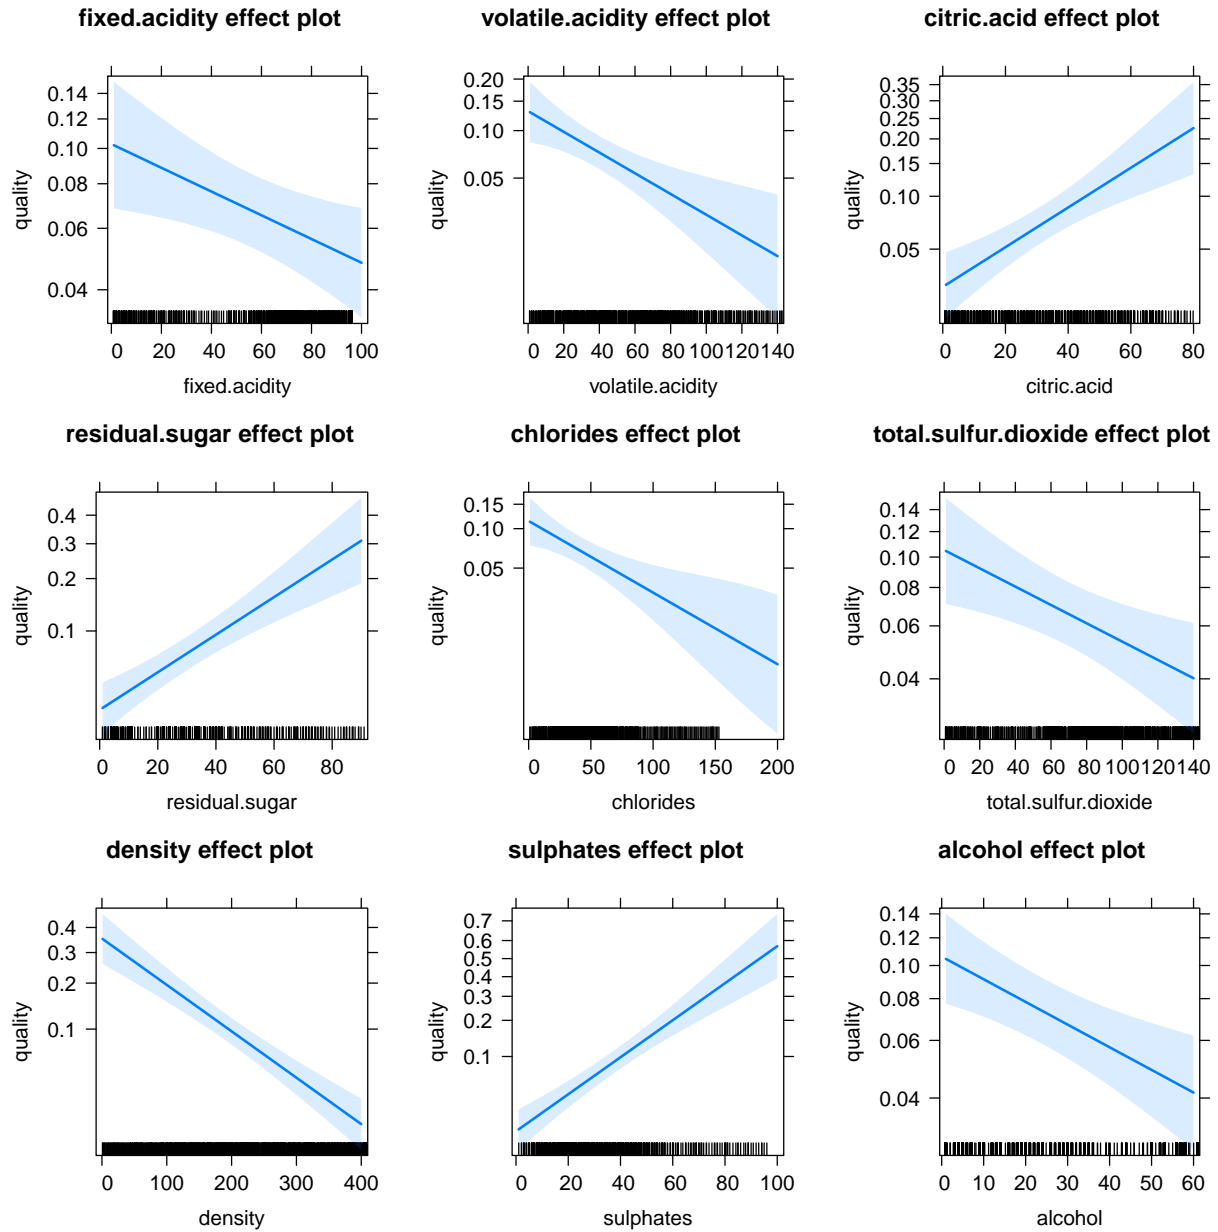 fixed.acidity effect plot
volatile.acidity effect plot
citric.acid effect plot
quality
0.14
0.12
0.10
0.08
0.06
0.04
0 20 40 60 80 100
fixed.acidity
quality
0.20
0.15
0.10
0.05
0 20 40 60 80 100 120 140
volatile.acidity
quality
0.35
0.30
0.25
0.20
0.15
0.10
0.05
0 20 40 60 80
citric.acid
residual.sugar effect plot
chlorides effect plot
total.sulfur.dioxide effect plot
quality
0.4
0.3
0.2
0.1
0 20 40 60 80
residual.sugar
quality
0.15
0.10
0.05
0 50 100 150 200
chlorides
quality
0.14
0.12
0.10
0.08
0.06
0.04
0 20 40 60 80 100 120 140
total.sulfur.dioxide
density effect plot
sulphates effect plot
alcohol effect plot
quality
0.4
0.3
0.2
0.1
0 100 200 300 400
density
quality
0.7
0.6
0.5
0.4
0.3
0.2
0.1
0 20 40 60 80 100
sulphates
quality
0.14
0.12
0.10
0.08
0.06
0.04
0 10 20 30 40 50 60
alcohol